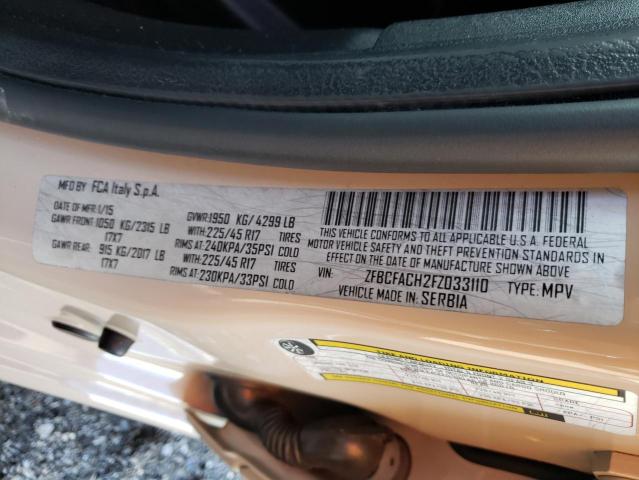 MFD BY FCA Italy S.p.A.
DATE OF MFR.1/15 GVWR:1950 KG/4299 LB
GAWR FRONT: 1050 KG/2315 LB WITH:225/45 R17 TIRES
17X7 RIMS AT:240KPA/35PSI COLD
GAWR REAR: 915 KG/2017 LB WITH:225/45 R17 TIRES
17X7 RIMS AT:230KPA/33PSI COLD
THIS VEHICLE CONFORMS TO ALL APPLICABLE U.S.A. FEDERAL
MOTOR VEHICLE SAFETY AND THEFT PREVENTION STANDARDS IN
EFFECT ON THE DATE OF MANUFACTURE SHOWN ABOVE.
VIN: ZFBCFACH2FZ033110 TYPE: MPV
VEHICLE MADE IN: SERBIA
TIRE AND LOADING INFORMATION